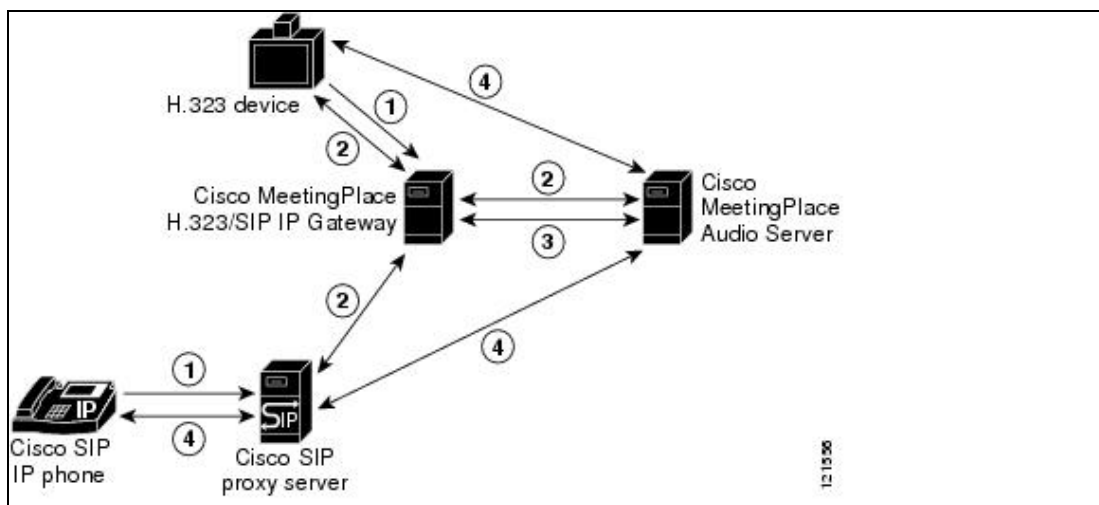 4
H.323 device
1
2
Cisco MeetingPlace
H.323/SIP IP Gateway
2
3
Cisco
MeetingPlace
Audio Server
2
4
1
IP
4
SIP
Cisco SIP
IP phone
Cisco SIP
proxy server
121556